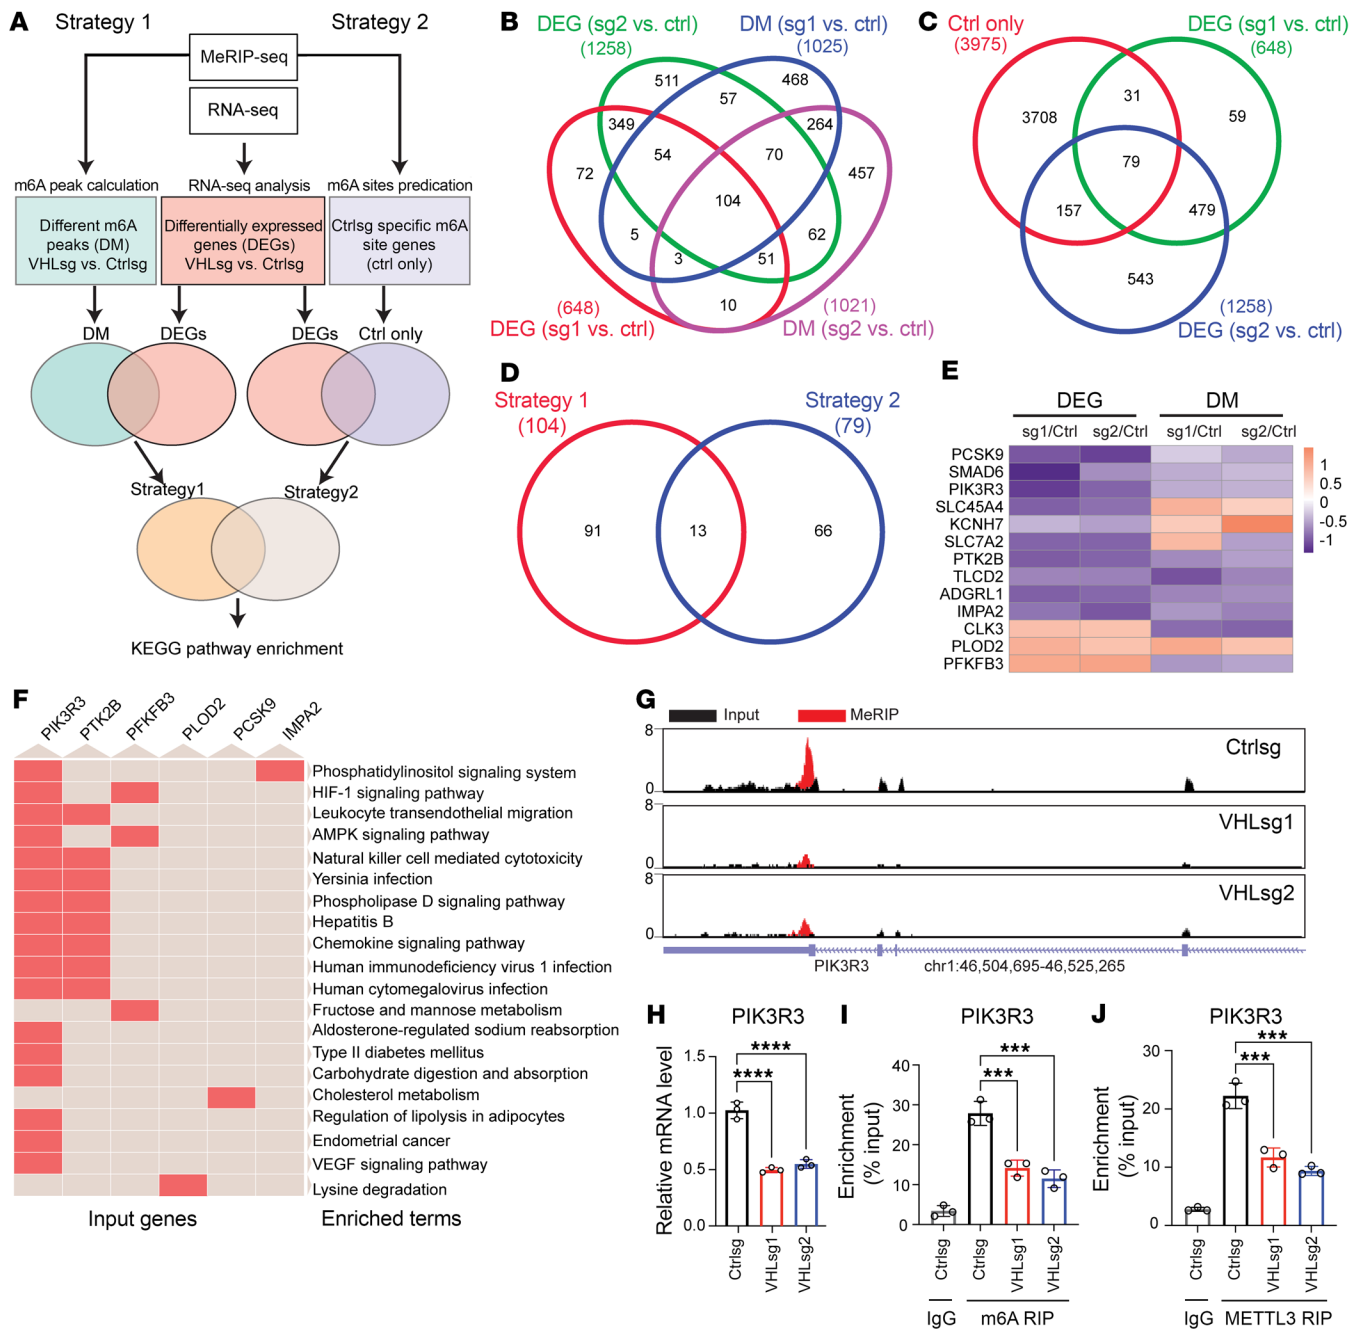 A
Strategy 1
Strategy 2
MeRIP-seq
RNA-seq
m6A peak calculation
RNA-seq analysis
m6A sites predication
Different m6A
peaks (DM)
VHLsg vs. Ctrlsg
Differentially expressed
genes (DEGs)
VHLsg vs. Ctrlsg
Ctrlsg specific m6A
site genes
(ctrl only)
DM
DEGs
DEGs
Ctrl only
Strategy1
Strategy2
KEGG pathway enrichment
B
DEG (sg2 vs. ctrl)
(1258)
DM (sg1 vs. ctrl)
(1025)
511
57
468
349
264
54
70
72
457
104
5
62
3
51
10
(648)
DEG (sg1 vs. ctrl)
(1021)
DM (sg2 vs. ctrl)
C
Ctrl only
(3975)
DEG (sg1 vs. ctrl)
(648)
31
3708
59
79
157
479
543
(1258)
DEG (sg2 vs. ctrl)
D
Strategy 1
(104)
Strategy 2
(79)
91
13
66
E
DEG
DM
sg1/Ctrl
sg2/Ctrl
sg1/Ctrl
sg2/Ctrl
PCSK9
SMAD6
PIK3R3
SLC45A4
KCNH7
SLC7A2
PTK2B
TLCD2
ADGRL1
IMPA2
CLK3
PLOD2
PFKFB3
1
0.5
0
-0.5
-1
F
PIK3R3
PTK2B
PFKFB3
PLOD2
PCSK9
IMPA2
Phosphatidylinositol signaling system
HIF-1 signaling pathway
Leukocyte transendothelial migration
AMPK signaling pathway
Natural killer cell mediated cytotoxicity
Yersinia infection
Phospholipase D signaling pathway
Hepatitis B
Chemokine signaling pathway
Human immunodeficiency virus 1 infection
Human cytomegalovirus infection
Fructose and mannose metabolism
Aldosterone-regulated sodium reabsorption
Type II diabetes mellitus
Carbohydrate digestion and absorption
Cholesterol metabolism
Regulation of lipolysis in adipocytes
Endometrial cancer
VEGF signaling pathway
Lysine degradation
Input genes
Enriched terms
G
Input
MeRIP
8
0
Ctrlsg
8
0
VHLsg1
8
0
VHLsg2
PIK3R3
chr1:46,504,695-46,525,265
H
PIK3R3
Relative mRNA level
1.5
1.0
0.5
0.0
****
****
Ctrlsg
VHLsg1
VHLsg2
I
PIK3R3
Enrichment
(% input)
40
30
20
10
0
***
***
Ctrlsg
Ctrlsg
VHLsg1
VHLsg2
IgG
m6A RIP
J
PIK3R3
Enrichment
(% input)
30
20
10
0
***
***
Ctrlsg
Ctrlsg
VHLsg1
VHLsg2
IgG
METTL3 RIP